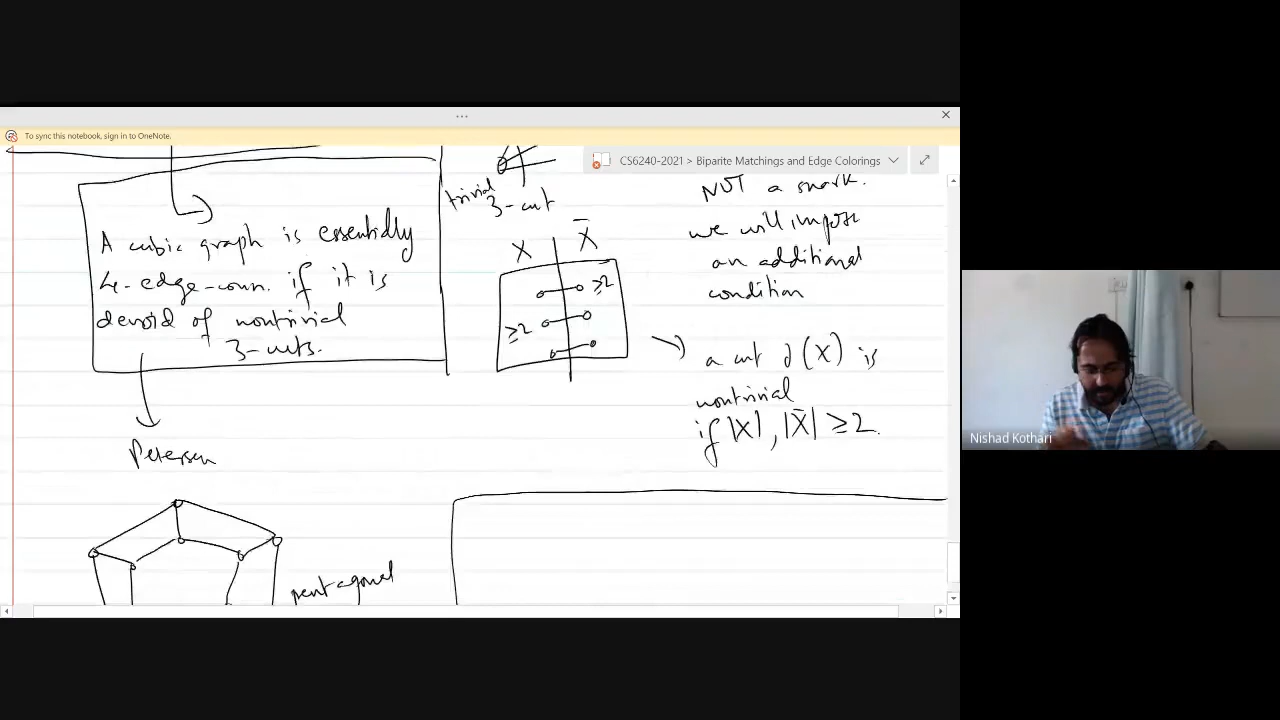 To sync this notebook, sign in to OneNote.
CS6240-2021 > Biparite Matchings and Edge Colorings
A cubic graph is essentially
4-edge-conn. if it is
devoid of nontrivial
3-cuts.
Petersen
pentagonal
trivial
3-cut
X X̄
≥2
≥2
NOT a snark.
we will impose
an additional
condition
a cut ∂(X) is
nontrivial
if |X|, |X̄| ≥2.
Nishad Kothari